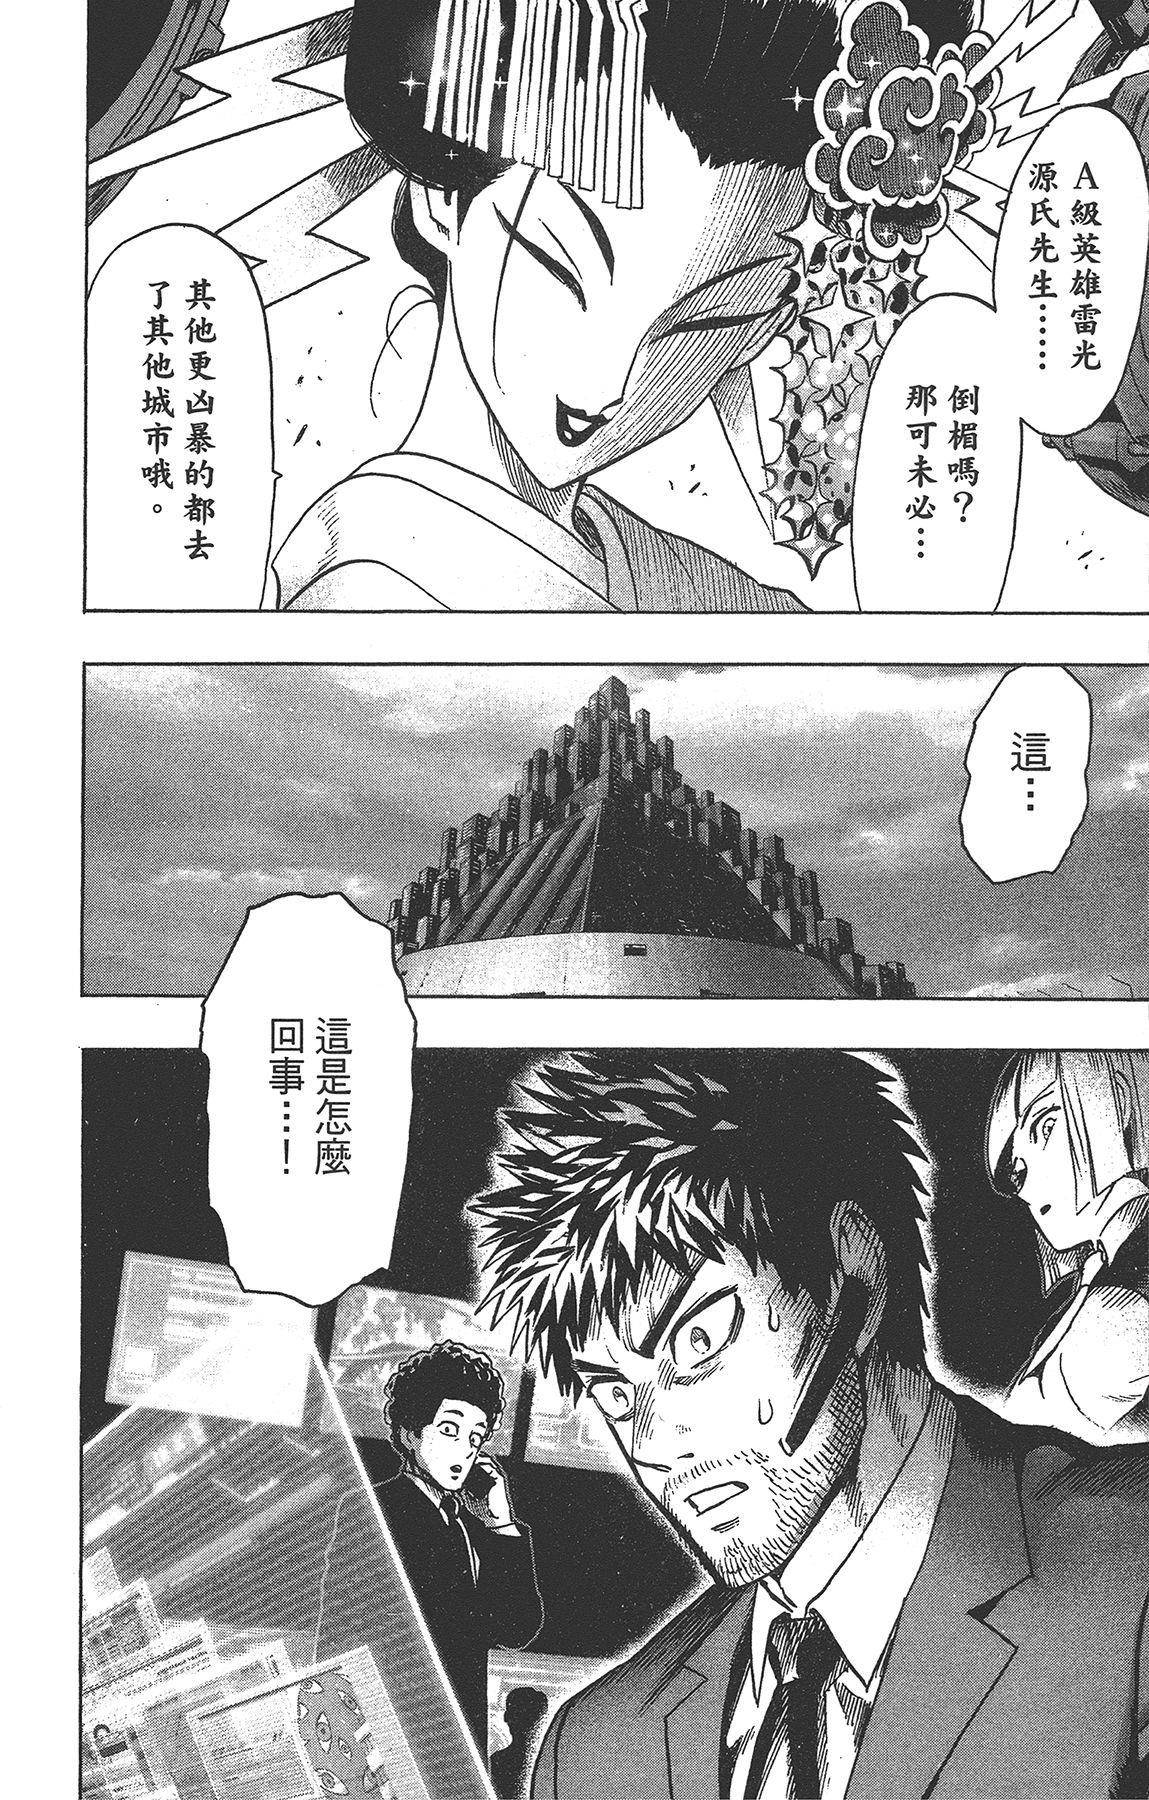 A級英雄雷光
源氏先生……
倒楣嗎？
那可未必…
其他更凶暴的都去
了其他城市哦。
這…
這是怎麼
回事…！